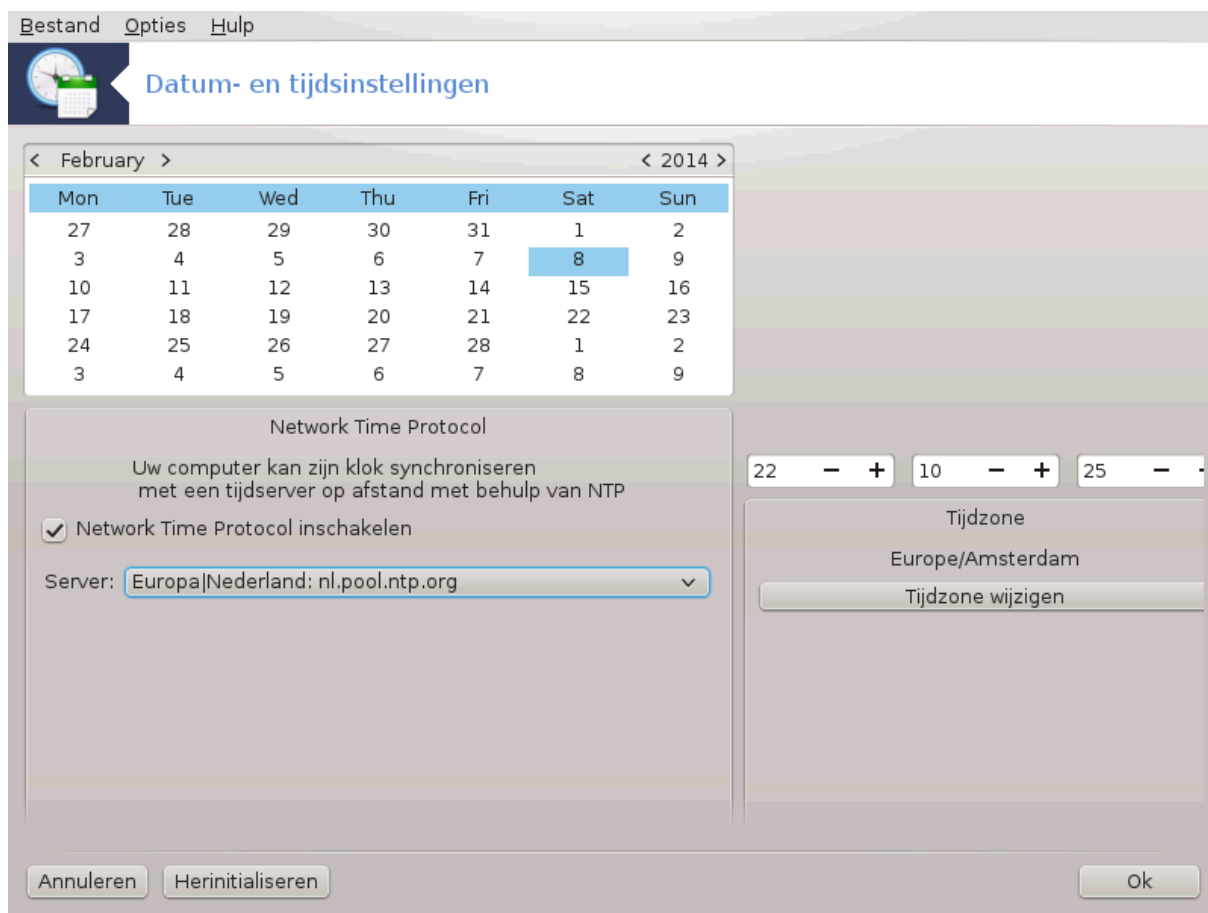 Bestand Opties Hulp
Datum- en tijdsinstellingen
< February > < 2014 >
Mon Tue Wed Thu Fri Sat Sun
27 28 29 30 31 1 2
3 4 5 6 7 8 9
10 11 12 13 14 15 16
17 18 19 20 21 22 23
24 25 26 27 28 1 2
3 4 5 6 7 8 9
Network Time Protocol
Uw computer kan zijn klok synchroniseren
met een tijdserver op afstand met behulp van NTP
Network Time Protocol inschakelen
Server: Europa|Nederland: nl.pool.ntp.org
22 − + 10 − + 25 −
Tijdzone
Europe/Amsterdam
Tijdzone wijzigen
Annuleren Herinitialiseren Ok